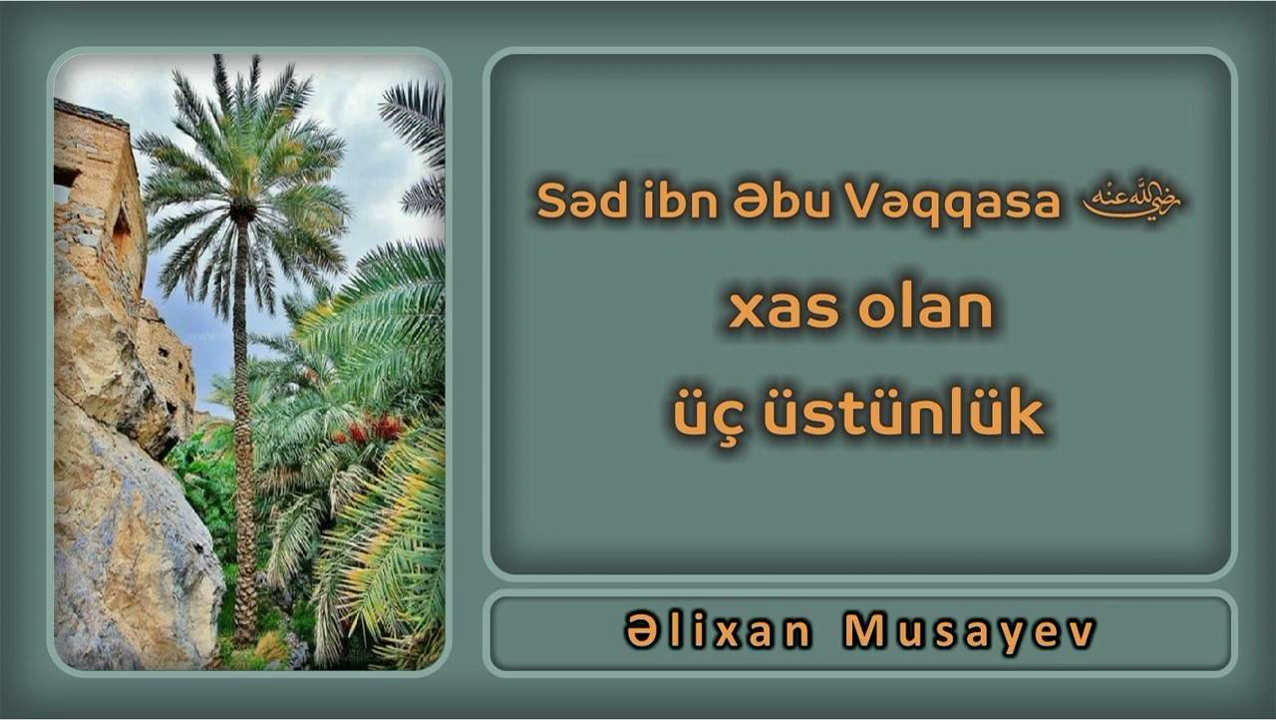 Səd ibn Əbu Vəqqasa رضي الله عنه
xas olan
üç üstünlük
Əlixan Musayev